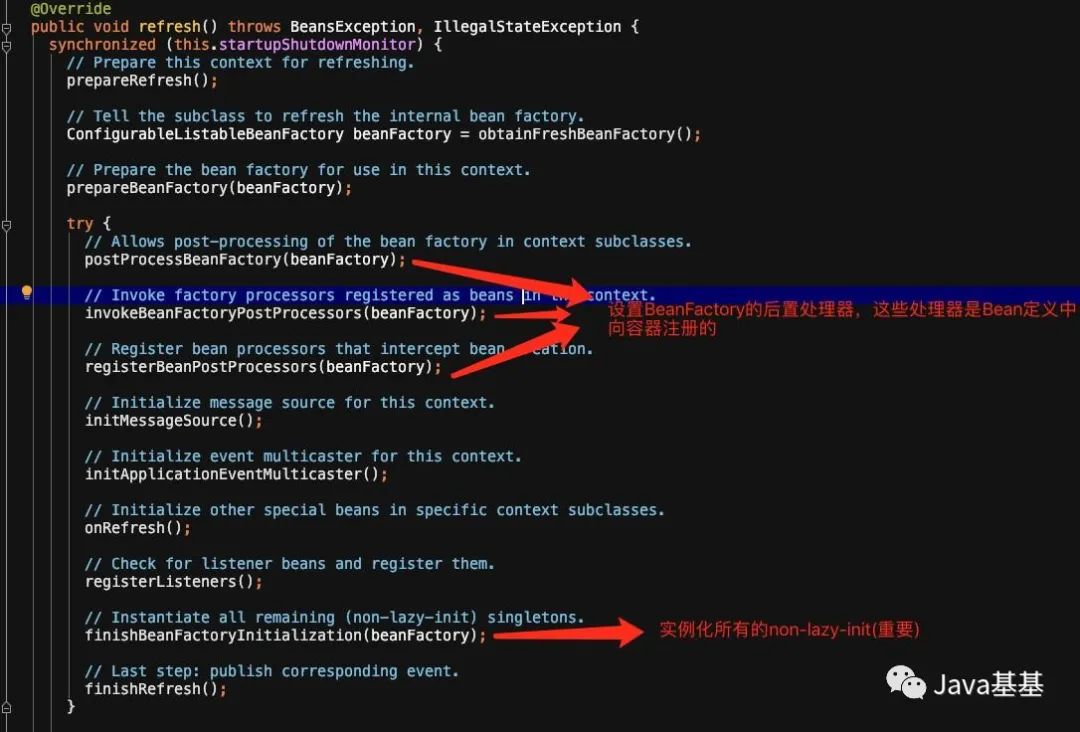 @Override
public void refresh() throws BeansException, IllegalStateException {
synchronized (this.startupShutdownMonitor) {
// Prepare this context for refreshing.
prepareRefresh();
// Tell the subclass to refresh the internal bean factory.
ConfigurableListableBeanFactory beanFactory = obtainFreshBeanFactory();
// Prepare the bean factory for use in this context.
prepareBeanFactory(beanFactory);
try {
// Allows post-processing of the bean factory in context subclasses.
postProcessBeanFactory(beanFactory);
// Invoke factory processors registered as beans in the context.
invokeBeanFactoryPostProcessors(beanFactory);
设置BeanFactory的后置处理器，这些处理器是Bean定义中
向容器注册的
// Register bean processors that intercept bean creation.
registerBeanPostProcessors(beanFactory);
// Initialize message source for this context.
initMessageSource();
// Initialize event multicaster for this context.
initApplicationEventMulticaster();
// Initialize other special beans in specific context subclasses.
onRefresh();
// Check for listener beans and register them.
registerListeners();
// Instantiate all remaining (non-lazy-init) singletons.
finishBeanFactoryInitialization(beanFactory);
实例化所有的non-lazy-init(重要)
// Last step: publish corresponding event.
finishRefresh();
}
Java基基